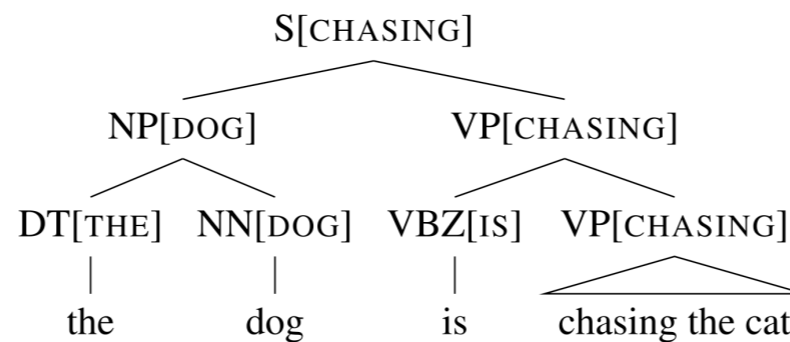 S[CHASING]
NP[DOG] VP[CHASING]
DT[THE] NN[DOG] VBZ[IS] VP[CHASING]
the dog is chasing the cat